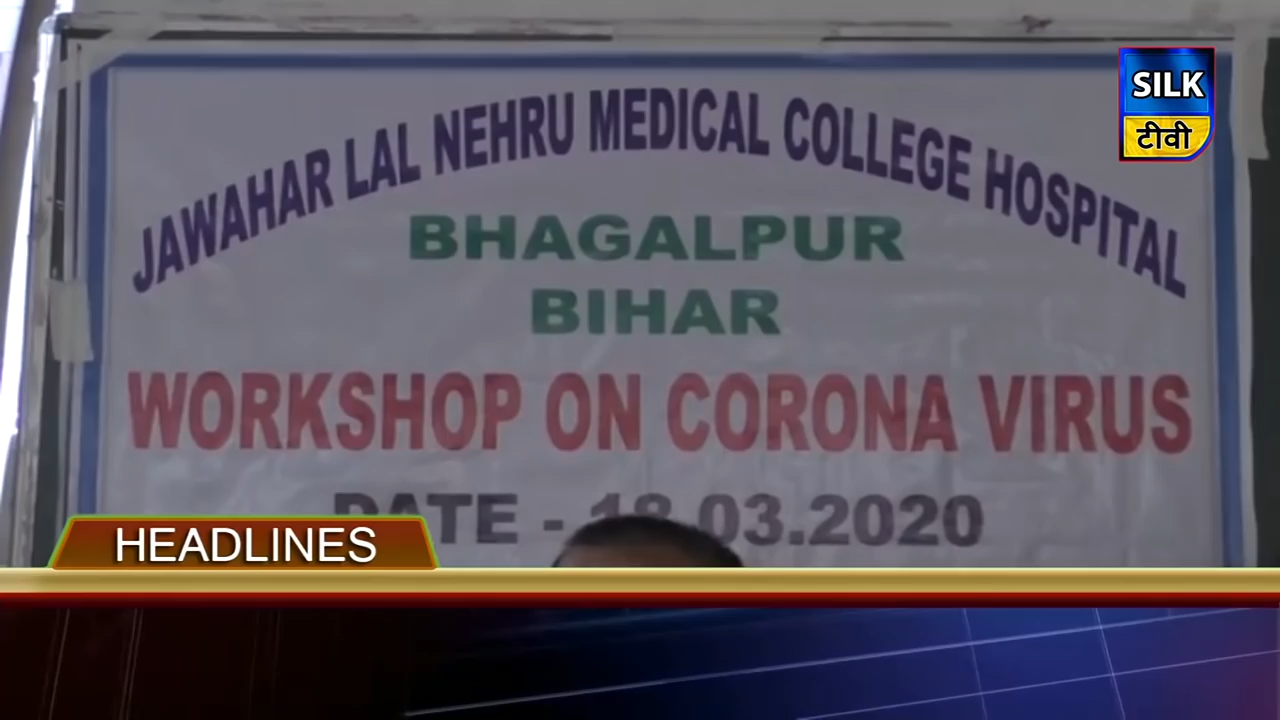 SILK
टीवी
JAWAHAR LAL NEHRU MEDICAL COLLEGE HOSPITAL
BHAGALPUR
BIHAR
WORKSHOP ON CORONA VIRUS
DATE - 18.03.2020
HEADLINES